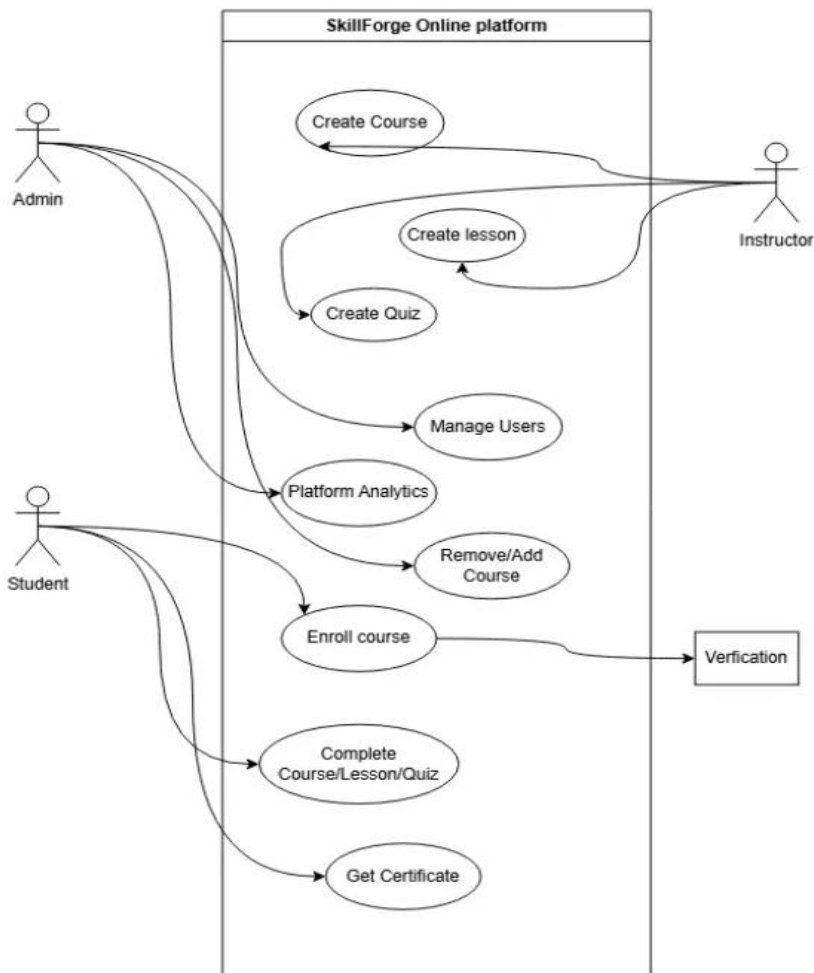 SkillForge Online platform
Create Course
Admin
Instructor
Create lesson
Create Quiz
Manage Users
Platform Analytics
Remove/Add
Course
Student
Enroll course
Verfication
Complete
Course/Lesson/Quiz
Get Certificate